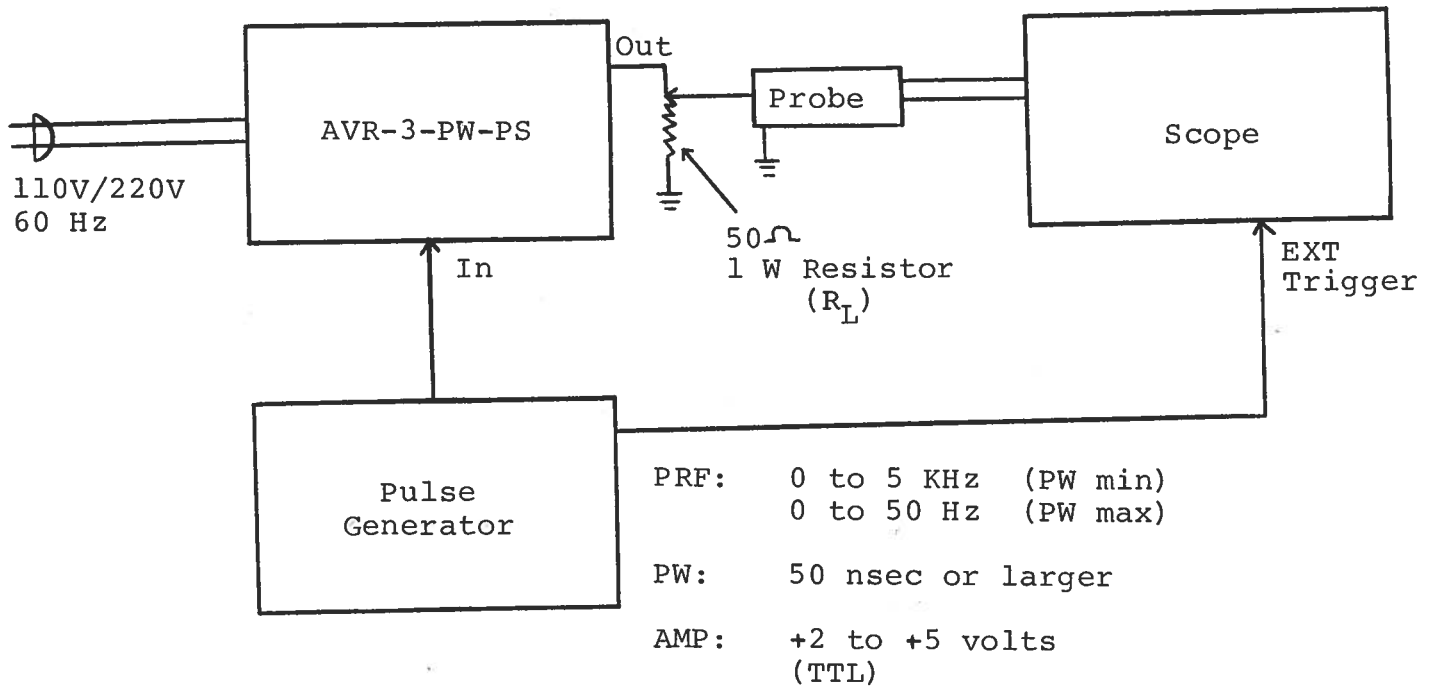 Out
AVR-3-PW-PS
Probe
Scope
110V/220V
60 Hz
In
50Ω
1 W Resistor
(R_L)
EXT
Trigger
Pulse
Generator
PRF: 0 to 5 KHz (PW min)
0 to 50 Hz (PW max)
PW: 50 nsec or larger
AMP: +2 to +5 volts
(TTL)